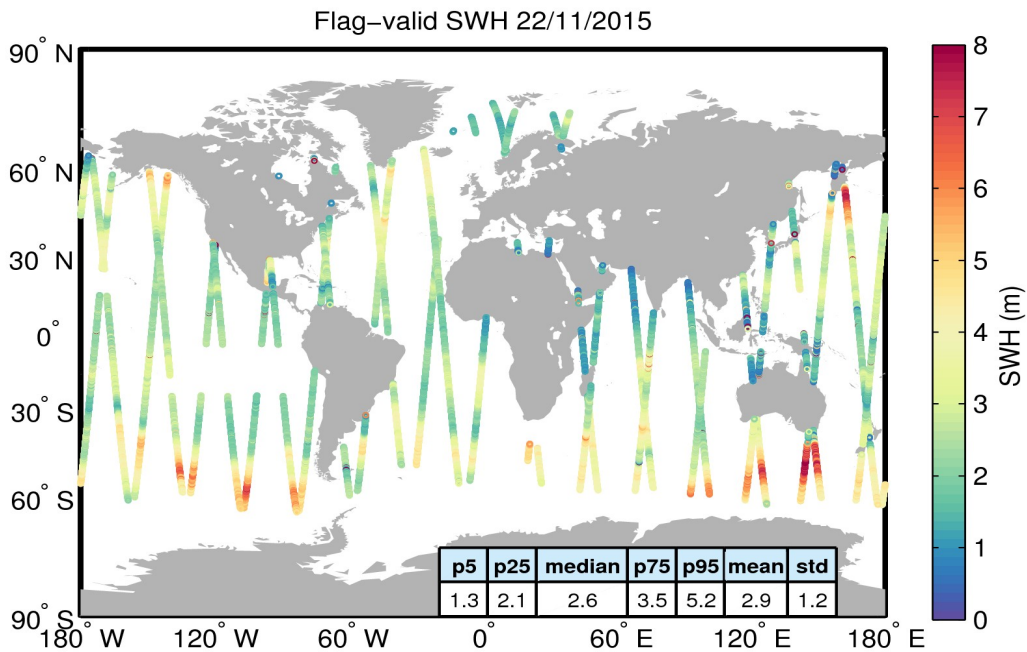 Flag−valid SWH 22/11/2015
90° N
60° N
30° N
0°
30° S
60° S
90° S
180° W
120° W
60° W
0°
60° E
120° E
180° E
8
7
6
5
4
3
2
1
0
SWH (m)
p5 p25 median p75 p95 mean std
1.3 2.1 2.6 3.5 5.2 2.9 1.2